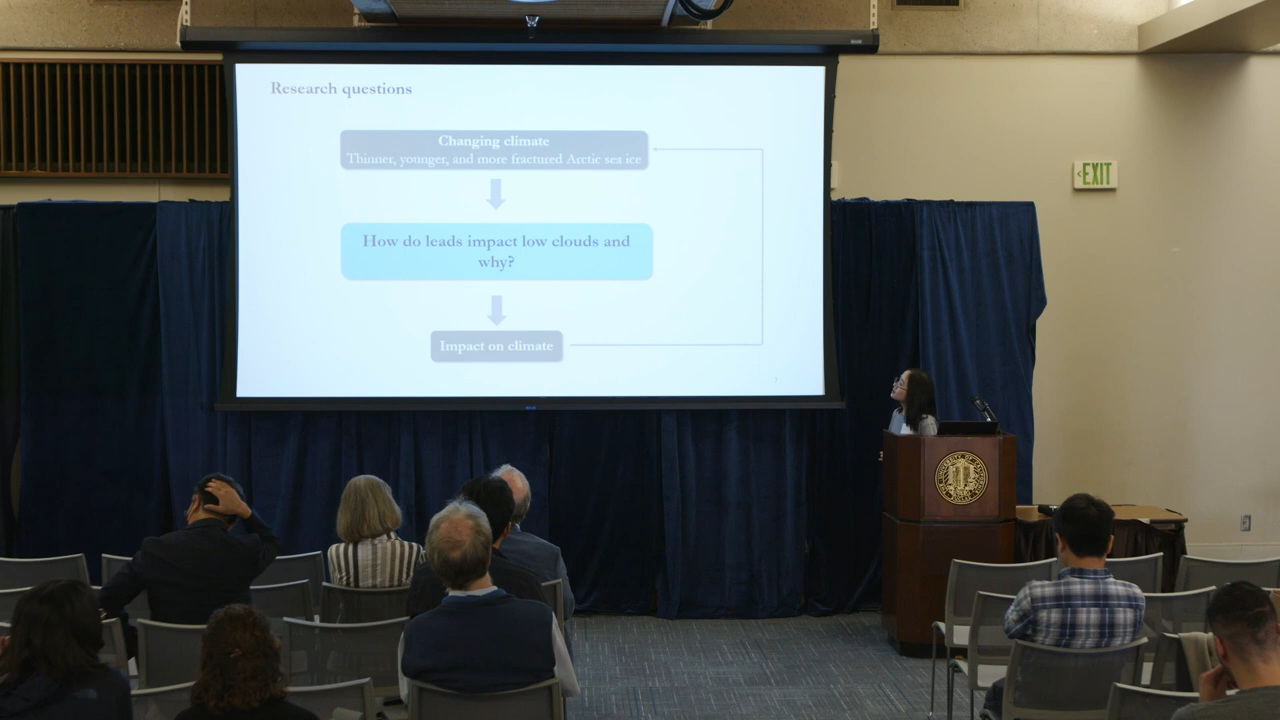 Research questions
Changing climate
Thinner, younger, and more fractured Arctic sea ice
How do leads impact low clouds and
why?
Impact on climate
EXIT